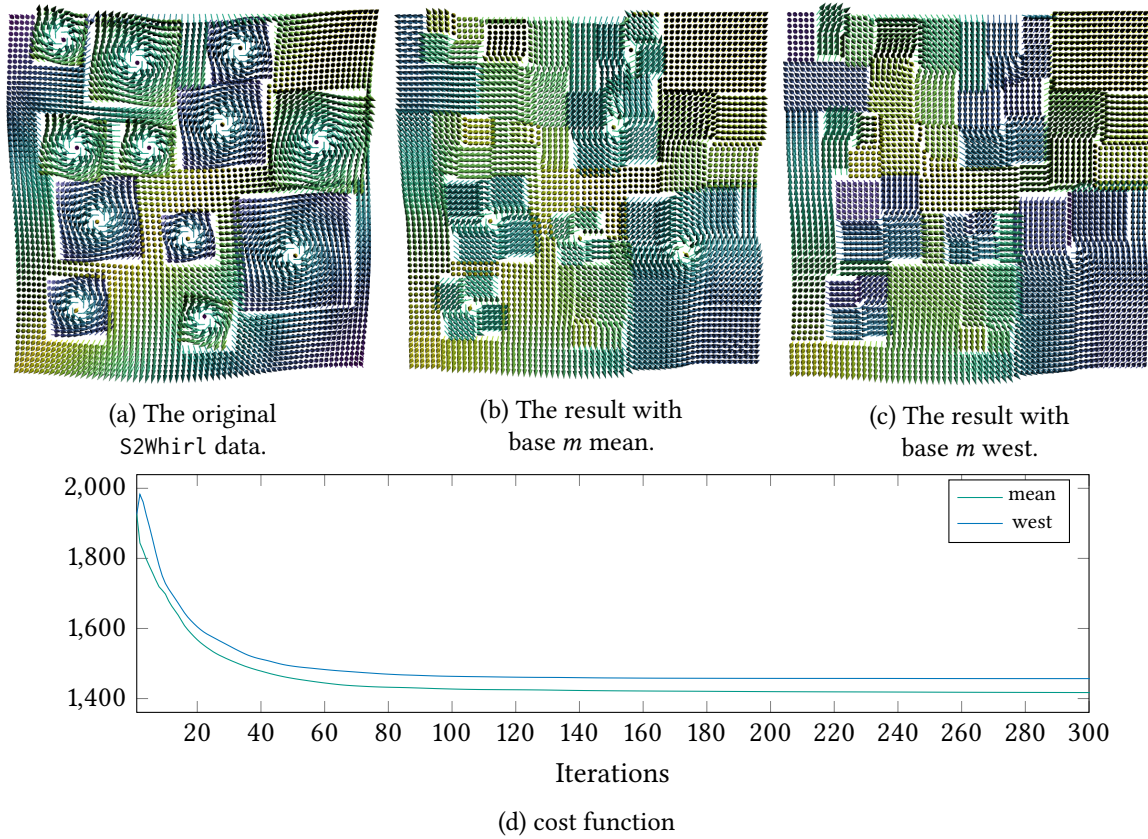 (a) The original
S2Whirl data.
(b) The result with
base m mean.
(c) The result with
base m west.
2,000
1,800
1,600
1,400
mean
west
20 40 60 80 100 120 140 160 180 200 220 240 260 280 300
Iterations
(d) cost function